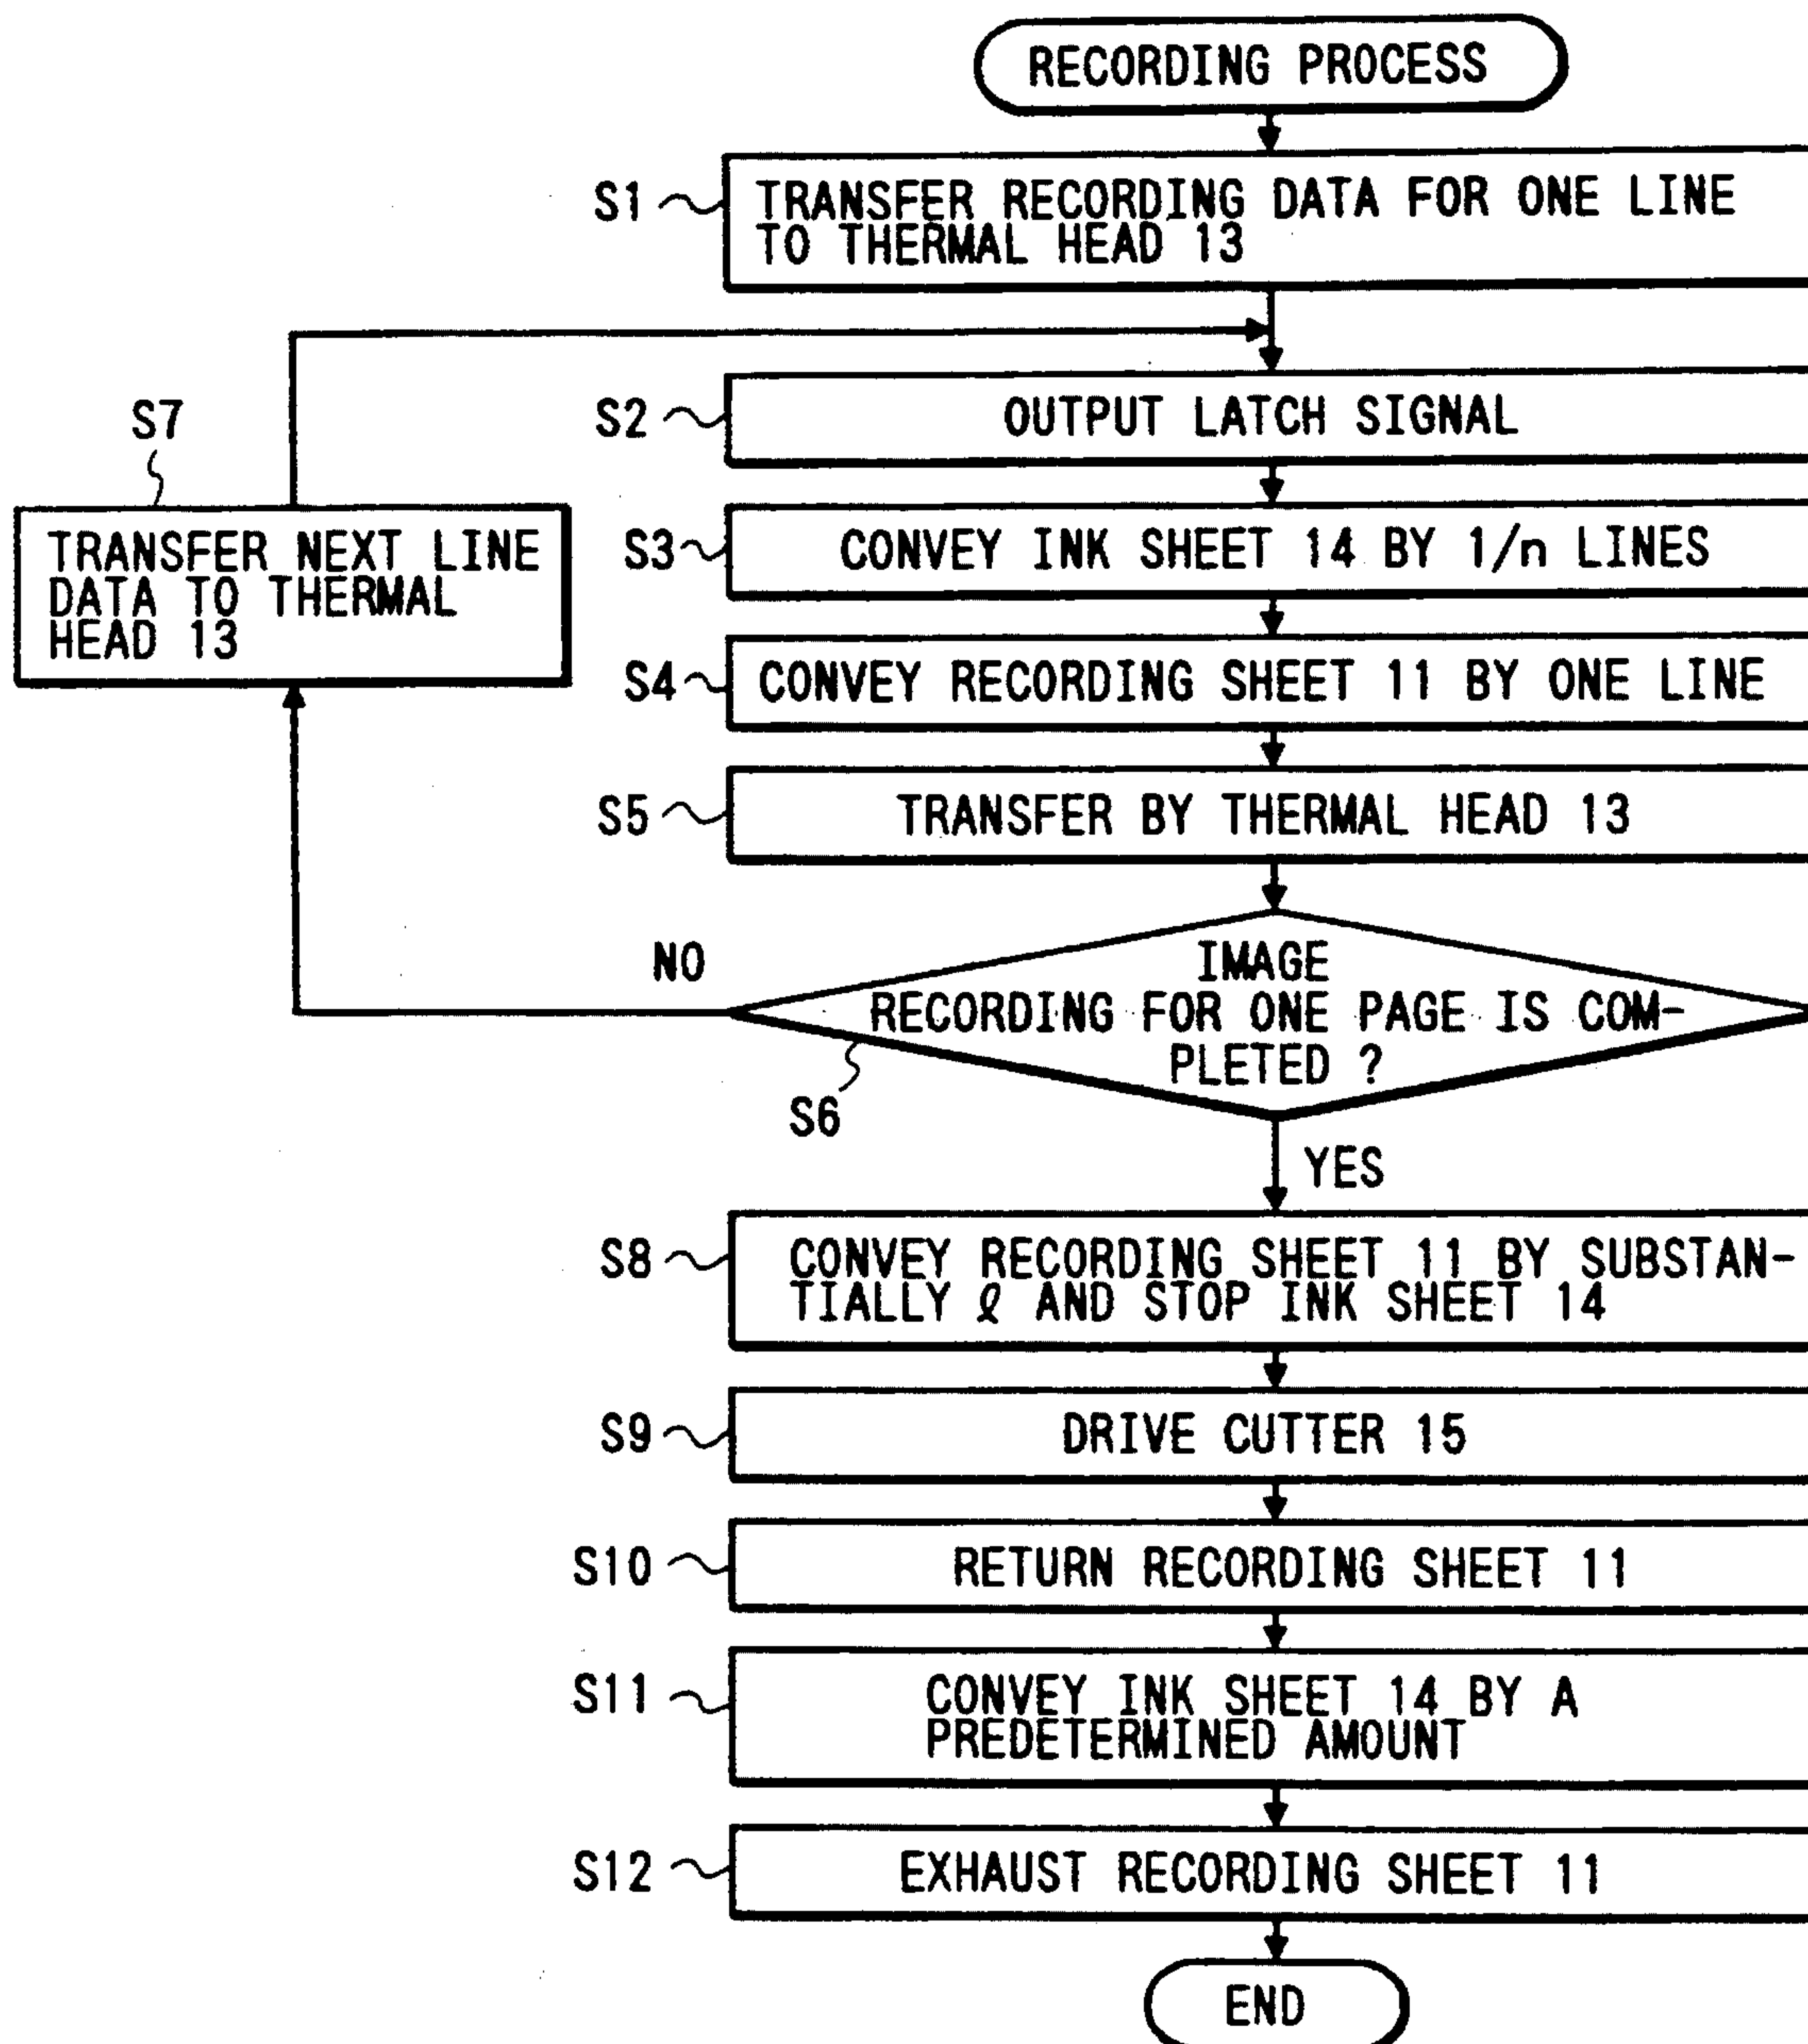 RECORDING PROCESS
S1
TRANSFER RECORDING DATA FOR ONE LINE
TO THERMAL HEAD 13
S2
OUTPUT LATCH SIGNAL
S7
TRANSFER NEXT LINE
DATA TO THERMAL
HEAD 13
S3
CONVEY INK SHEET 14 BY 1/n LINES
S4
CONVEY RECORDING SHEET 11 BY ONE LINE
S5
TRANSFER BY THERMAL HEAD 13
NO
IMAGE
RECORDING FOR ONE PAGE IS COM-
PLETED ?
S6
YES
S8
CONVEY RECORDING SHEET 11 BY SUBSTAN-
TIALLY ℓ AND STOP INK SHEET 14
S9
DRIVE CUTTER 15
S10
RETURN RECORDING SHEET 11
S11
CONVEY INK SHEET 14 BY A
PREDETERMINED AMOUNT
S12
EXHAUST RECORDING SHEET 11
END